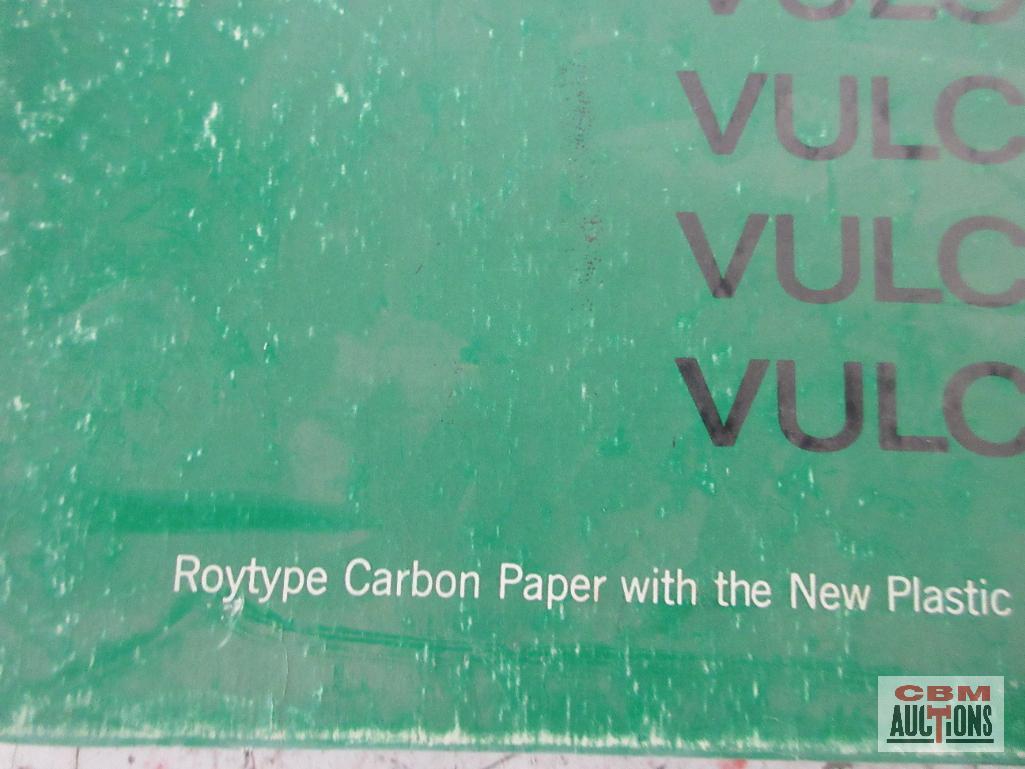 VULC
VULC
VULC
Roytype Carbon Paper with the New Plastic
CBM
AUCTIONS